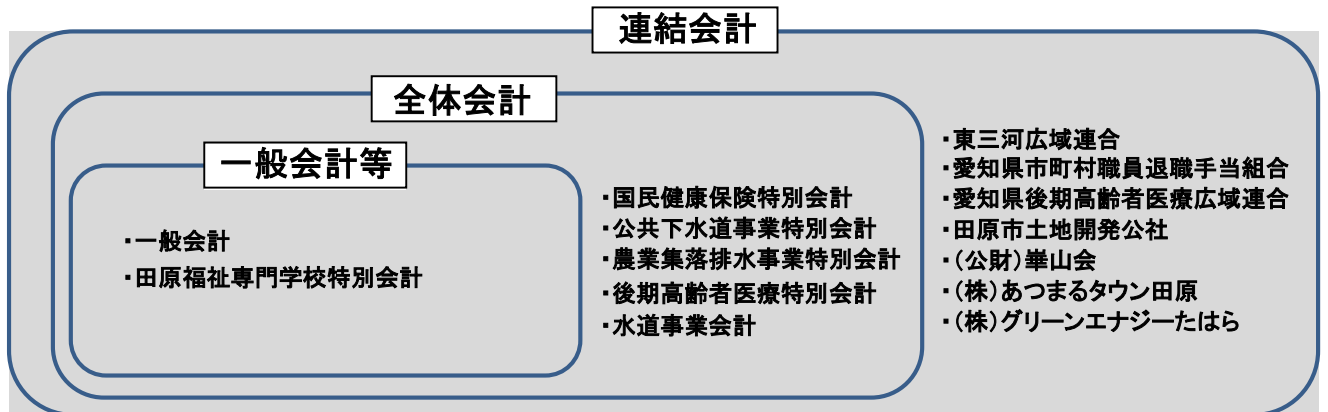 連結会計
全体会計
一般会計等
・一般会計
・田原福祉専門学校特別会計
・国民健康保険特別会計
・公共下水道事業特別会計
・農業集落排水事業特別会計
・後期高齢者医療特別会計
・水道事業会計
・東三河広域連合
・愛知県市町村職員退職手当組合
・愛知県後期高齢者医療広域連合
・田原市土地開発公社
・(公財)崋山会
・(株)あつまるタウン田原
・(株)グリーンエナジーたはら